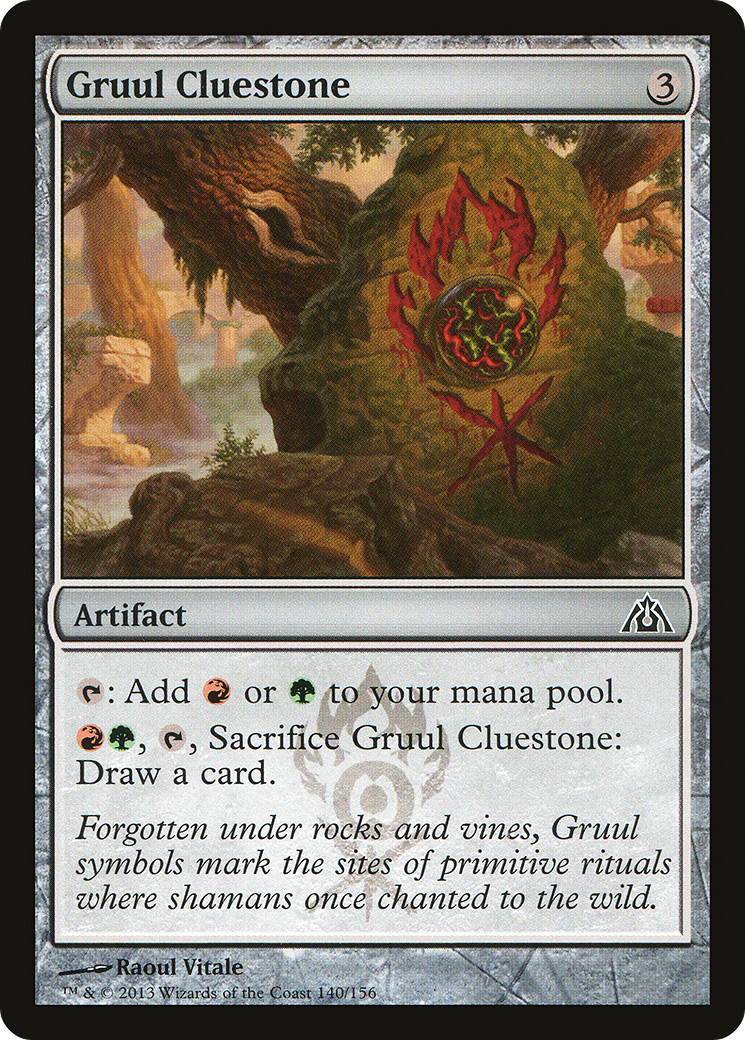 Gruul Cluestone 3
Artifact
: Add or to your mana pool.
, , Sacrifice Gruul Cluestone:
Draw a card.
Forgotten under rocks and vines, Gruul
symbols mark the sites of primitive rituals
where shamans once chanted to the wild.
Raoul Vitale
™ & © 2013 Wizards of the Coast 140/156